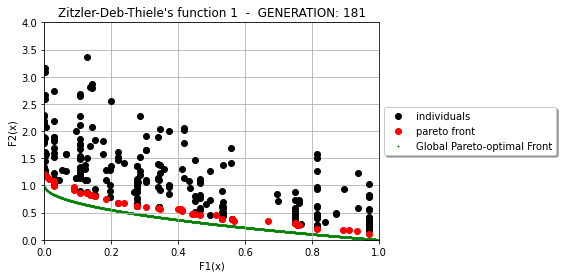 Zitzler-Deb-Thiele's function 1  -  GENERATION: 181
4.0
3.5
3.0
2.5
2.0
1.5
1.0
0.5
0.0
F2(x)
0.0 0.2 0.4 0.6 0.8 1.0
F1(x)
individuals
pareto front
Global Pareto-optimal Front